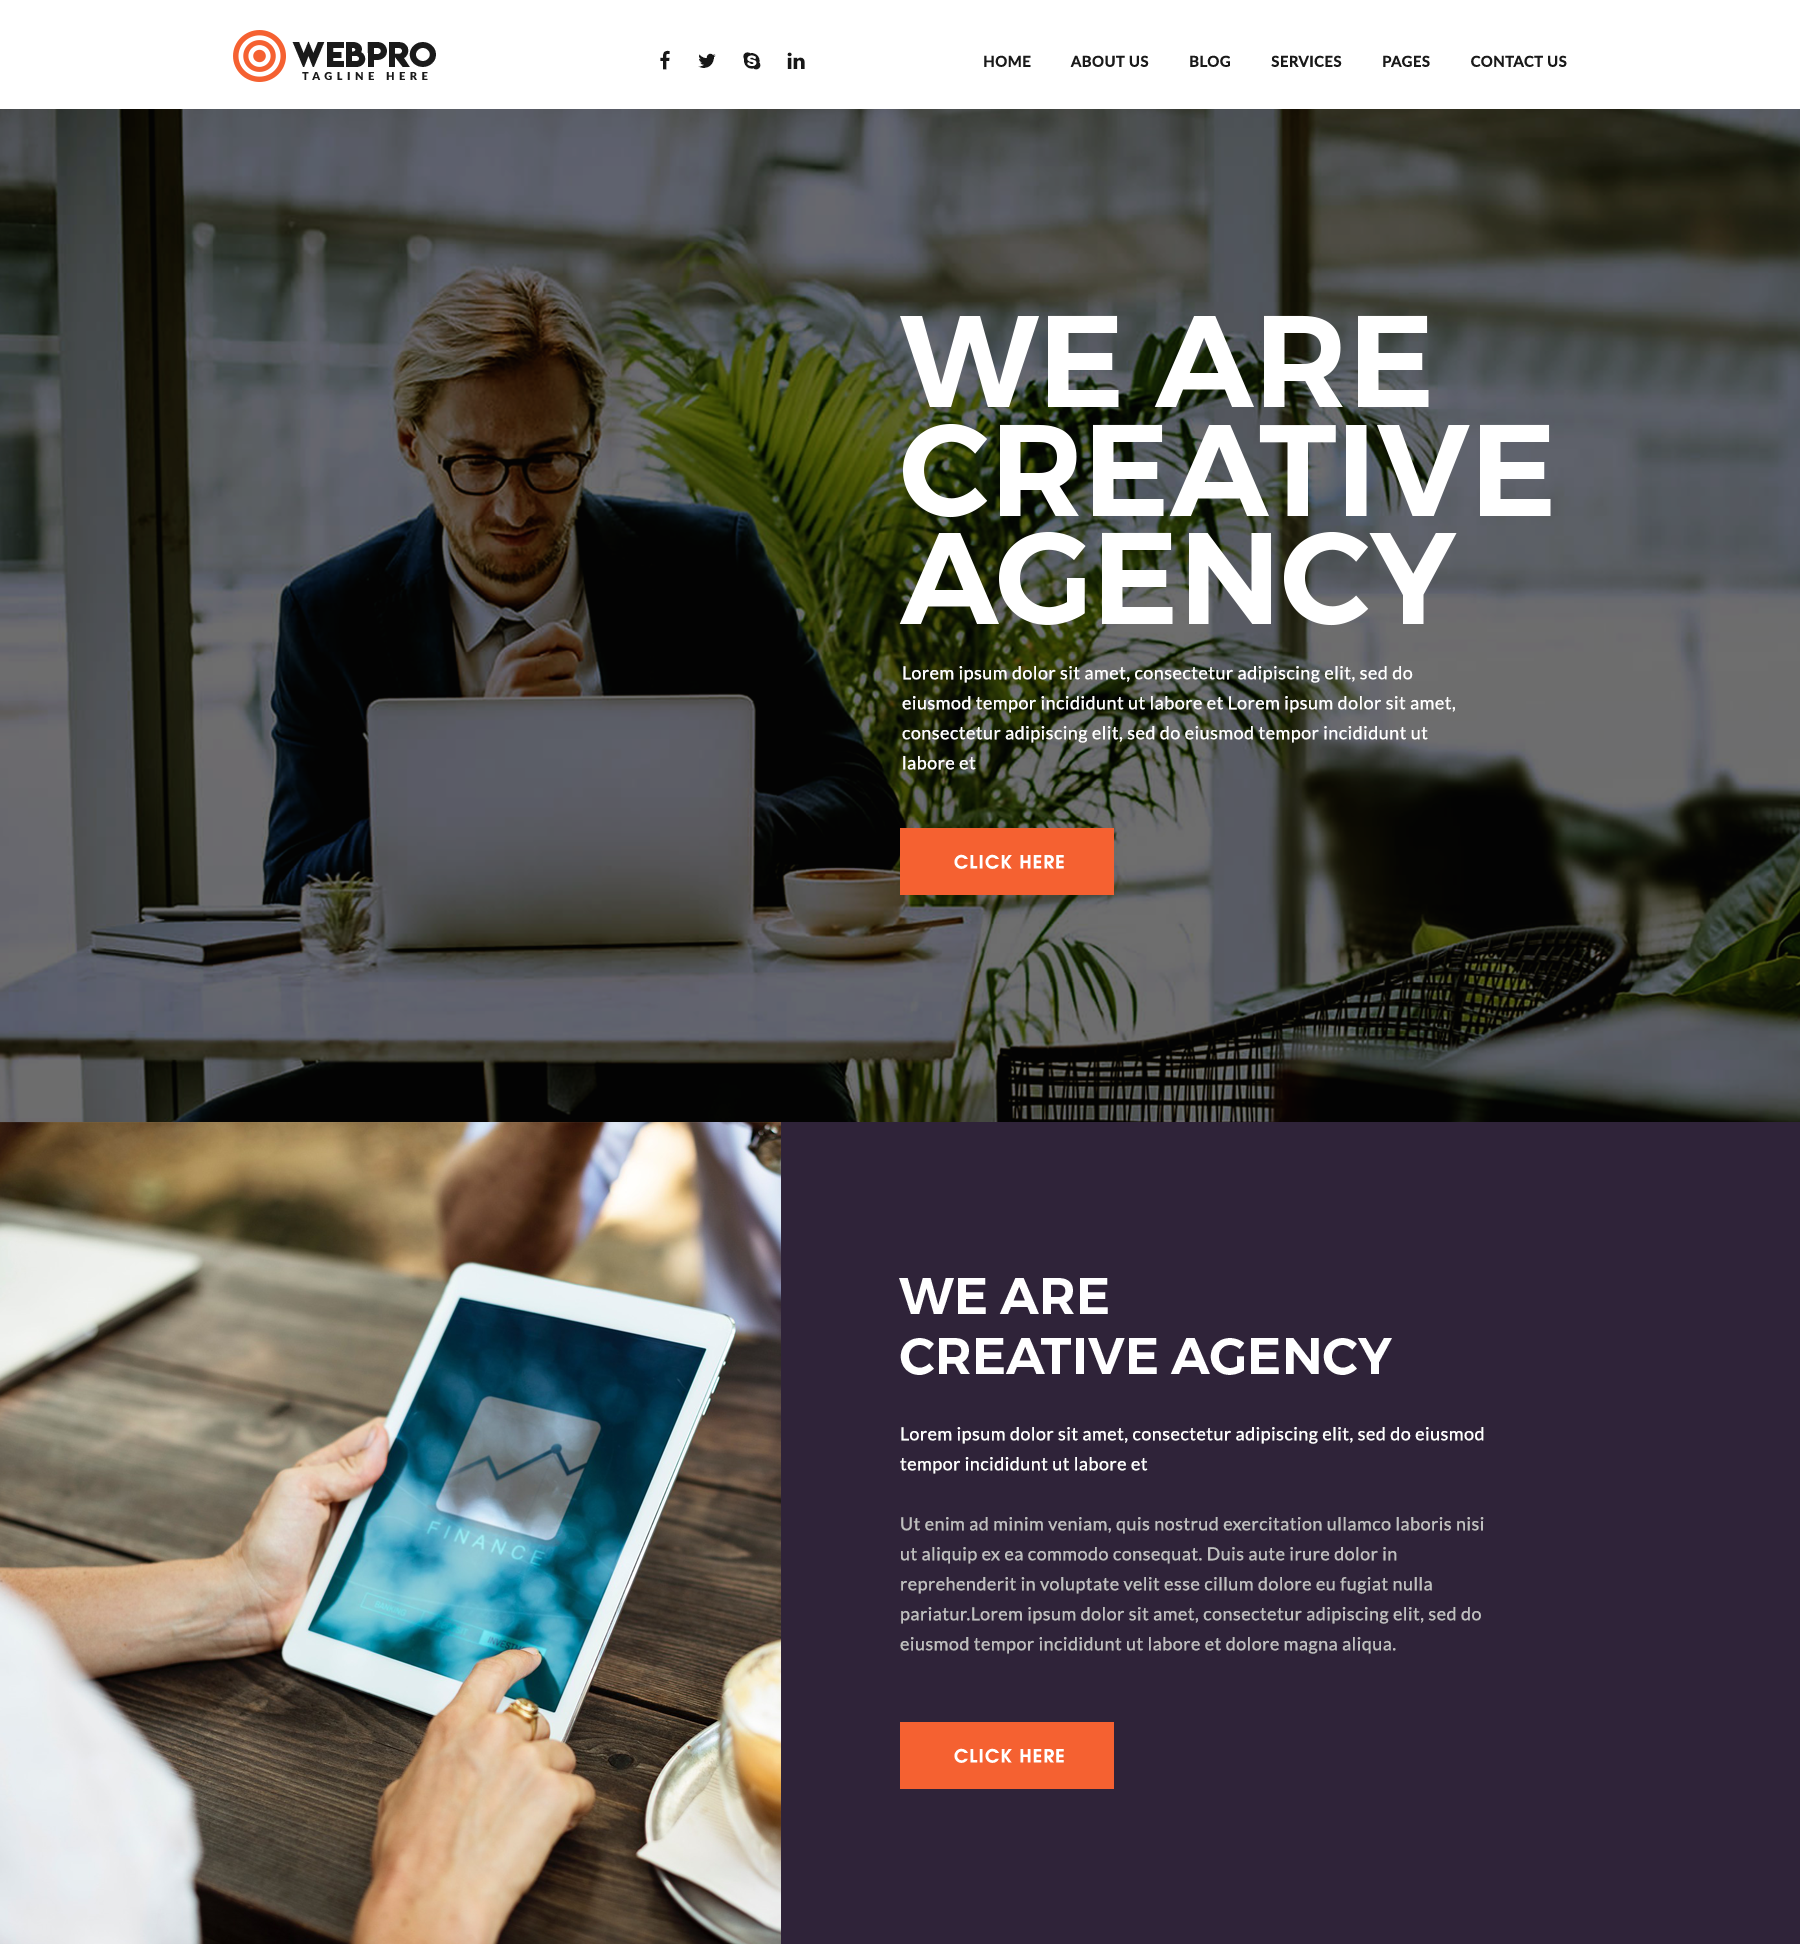 WEBPRO
TAGLINE HERE
HOME ABOUT US BLOG SERVICES PAGES CONTACT US
WE ARE
CREATIVE
AGENCY
Lorem ipsum dolor sit amet, consectetur adipiscing elit, sed do
eiusmod tempor incididunt ut labore et Lorem ipsum dolor sit amet,
consectetur adipiscing elit, sed do eiusmod tempor incididunt ut
labore et
CLICK HERE
FINANCE
WE ARE
CREATIVE AGENCY
Lorem ipsum dolor sit amet, consectetur adipiscing elit, sed do eiusmod
tempor incididunt ut labore et
Ut enim ad minim veniam, quis nostrud exercitation ullamco laboris nisi
ut aliquip ex ea commodo consequat. Duis aute irure dolor in
reprehenderit in voluptate velit esse cillum dolore eu fugiat nulla
pariatur.Lorem ipsum dolor sit amet, consectetur adipiscing elit, sed do
eiusmod tempor incididunt ut labore et dolore magna aliqua.
CLICK HERE